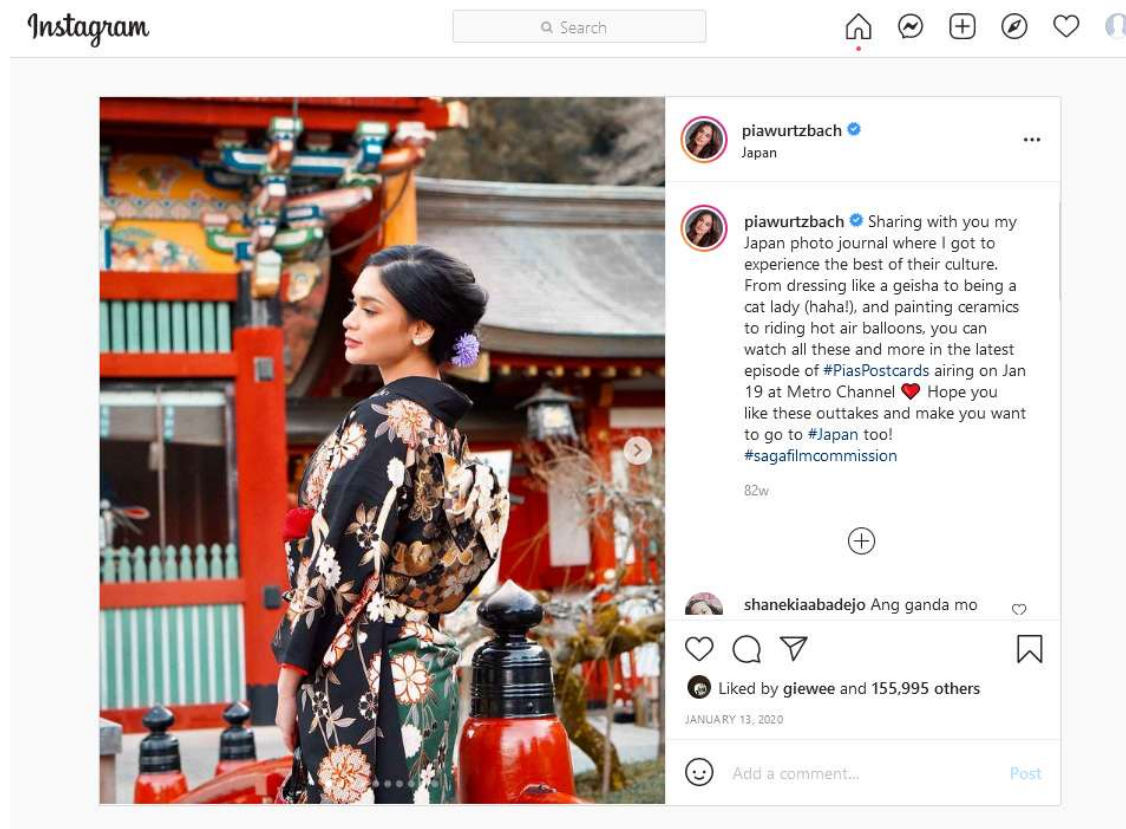 Instagram
Search
piawurtzbach
Japan
piawurtzbach Sharing with you my
Japan photo journal where I got to
experience the best of their culture.
From dressing like a geisha to being a
cat lady (haha!), and painting ceramics
to riding hot air balloons, you can
watch all these and more in the latest
episode of #PiasPostcards airing on Jan
19 at Metro Channel ❤️ Hope you
like these outtakes and make you want
to go to #Japan too!
#sagafilmcommission
82w
shanekiaabadejo Ang ganda mo
Liked by giewee and 155,995 others
JANUARY 13, 2020
Add a comment...
Post